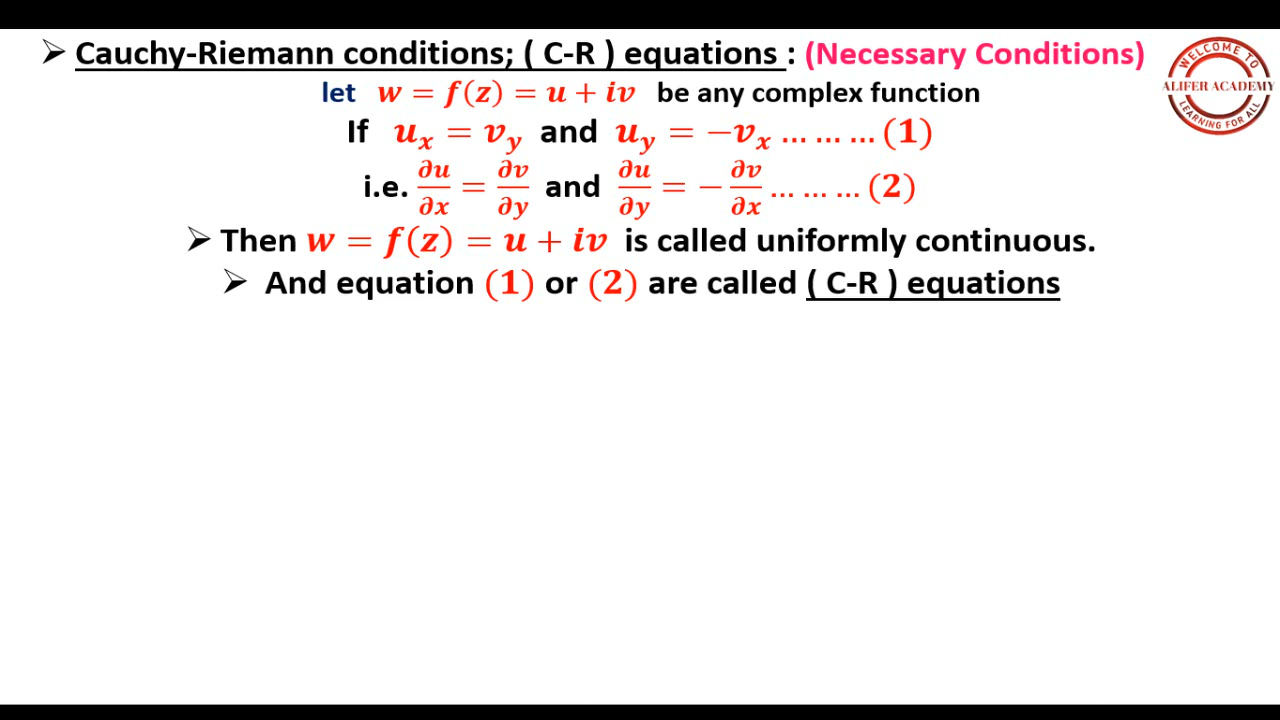 ➢ Cauchy-Riemann conditions; ( C-R ) equations : (Necessary Conditions)
let w = f(z) = u + iv be any complex function
If uₓ = v_y and u_y = −vₓ … … … (1)
i.e. ∂u/∂x = ∂v/∂y and ∂u/∂y = − ∂v/∂x … … … (2)
➢ Then w = f(z) = u + iv is called uniformly continuous.
➢ And equation (1) or (2) are called ( C-R ) equations
WELCOME TO
ALIFER ACADEMY
LEARNING FOR ALL